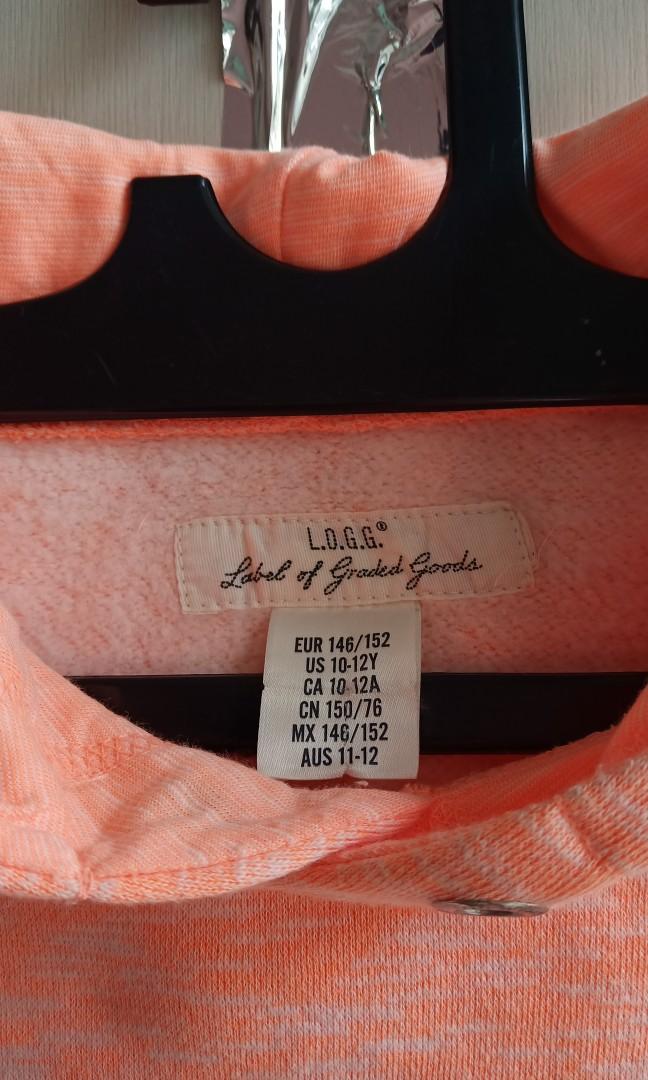 L.O.G.G.®
Label of Graded Goods
EUR 146/152
US 10-12Y
CA 10-12A
CN 150/76
MX 146/152
AUS 11-12